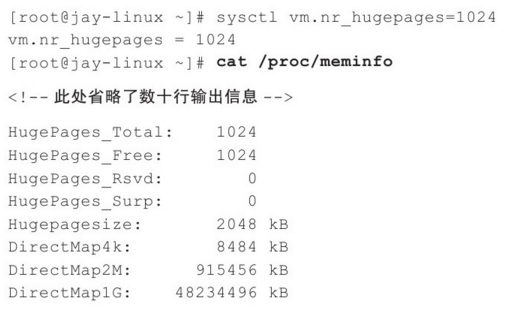 [root@jay-linux ~]# sysctl vm.nr_hugepages=1024
vm.nr_hugepages = 1024
[root@jay-linux ~]# cat /proc/meminfo
<!-- 此处省略了数十行输出信息 -->
HugePages_Total:    1024
HugePages_Free:     1024
HugePages_Rsvd:        0
HugePages_Surp:        0
Hugepagesize:       2048 kB
DirectMap4k:        8484 kB
DirectMap2M:      915456 kB
DirectMap1G:    48234496 kB